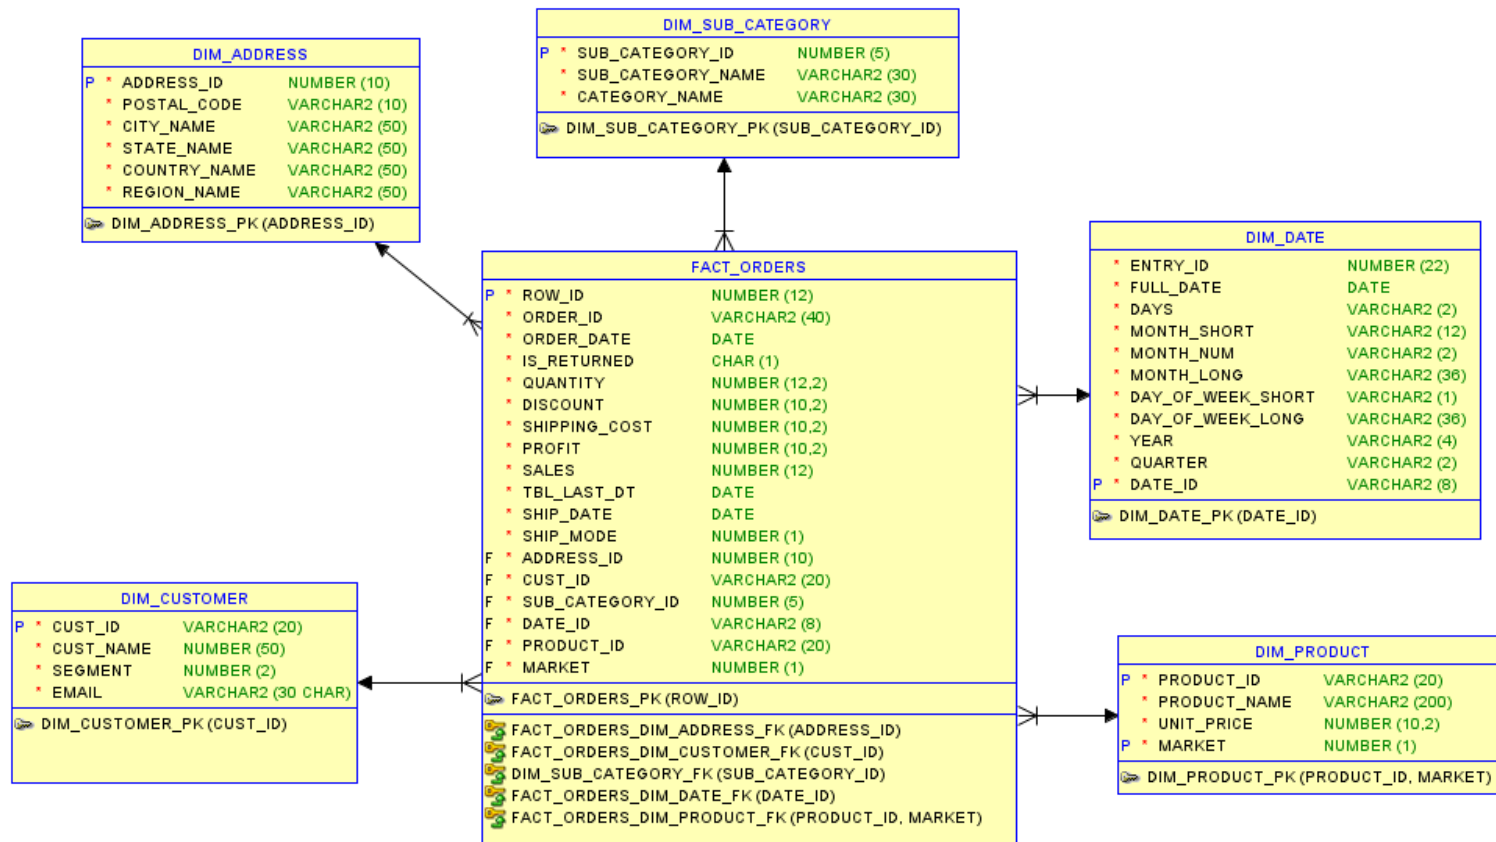 DIM_SUB_CATEGORY
P * SUB_CATEGORY_ID NUMBER (5)
* SUB_CATEGORY_NAME VARCHAR2 (30)
* CATEGORY_NAME VARCHAR2 (30)
DIM_SUB_CATEGORY_PK (SUB_CATEGORY_ID)
DIM_ADDRESS
P * ADDRESS_ID NUMBER (10)
* POSTAL_CODE VARCHAR2 (10)
* CITY_NAME VARCHAR2 (50)
* STATE_NAME VARCHAR2 (50)
* COUNTRY_NAME VARCHAR2 (50)
* REGION_NAME VARCHAR2 (50)
DIM_ADDRESS_PK (ADDRESS_ID)
DIM_DATE
* ENTRY_ID NUMBER (22)
* FULL_DATE DATE
* DAYS VARCHAR2 (2)
* MONTH_SHORT VARCHAR2 (12)
* MONTH_NUM VARCHAR2 (2)
* MONTH_LONG VARCHAR2 (36)
* DAY_OF_WEEK_SHORT VARCHAR2 (1)
* DAY_OF_WEEK_LONG VARCHAR2 (36)
* YEAR VARCHAR2 (4)
* QUARTER VARCHAR2 (2)
P * DATE_ID VARCHAR2 (8)
DIM_DATE_PK (DATE_ID)
FACT_ORDERS
P * ROW_ID NUMBER (12)
* ORDER_ID VARCHAR2 (40)
* ORDER_DATE DATE
* IS_RETURNED CHAR (1)
* QUANTITY NUMBER (12,2)
* DISCOUNT NUMBER (10,2)
* SHIPPING_COST NUMBER (10,2)
* PROFIT NUMBER (10,2)
* SALES NUMBER (12)
* TBL_LAST_DT DATE
* SHIP_DATE DATE
* SHIP_MODE NUMBER (1)
F * ADDRESS_ID NUMBER (10)
F * CUST_ID VARCHAR2 (20)
F * SUB_CATEGORY_ID NUMBER (5)
F * DATE_ID VARCHAR2 (8)
F * PRODUCT_ID VARCHAR2 (20)
F * MARKET NUMBER (1)
FACT_ORDERS_PK (ROW_ID)
FACT_ORDERS_DIM_ADDRESS_FK (ADDRESS_ID)
FACT_ORDERS_DIM_CUSTOMER_FK (CUST_ID)
DIM_SUB_CATEGORY_FK (SUB_CATEGORY_ID)
FACT_ORDERS_DIM_DATE_FK (DATE_ID)
FACT_ORDERS_DIM_PRODUCT_FK (PRODUCT_ID, MARKET)
DIM_CUSTOMER
P * CUST_ID VARCHAR2 (20)
* CUST_NAME NUMBER (50)
* SEGMENT NUMBER (2)
* EMAIL VARCHAR2 (30 CHAR)
DIM_CUSTOMER_PK (CUST_ID)
DIM_PRODUCT
P * PRODUCT_ID VARCHAR2 (20)
* PRODUCT_NAME VARCHAR2 (200)
* UNIT_PRICE NUMBER (10,2)
P * MARKET NUMBER (1)
DIM_PRODUCT_PK (PRODUCT_ID, MARKET)